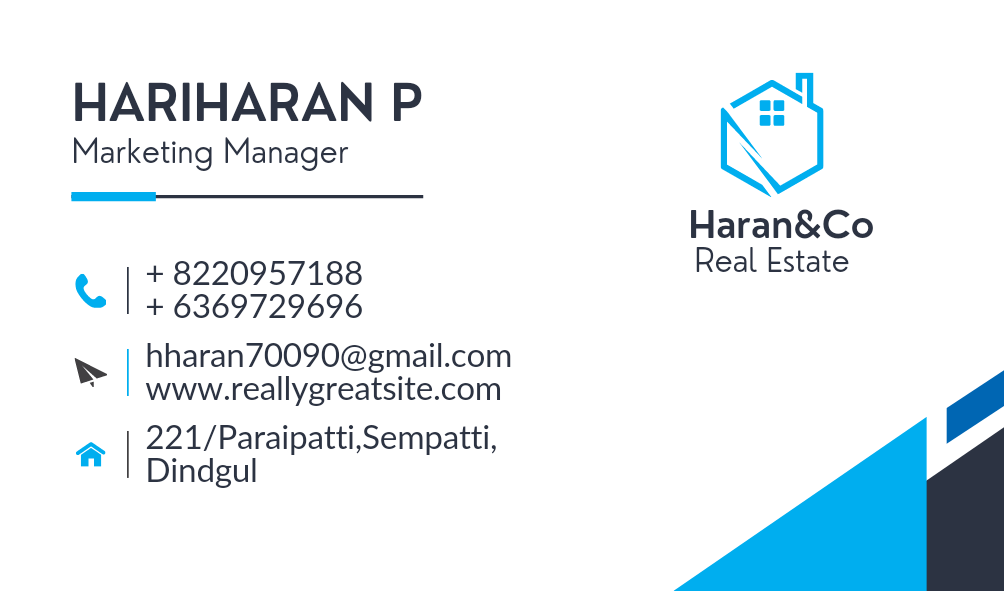 HARIHARAN P
Marketing Manager
+ 8220957188
+ 6369729696
hharan70090@gmail.com
www.reallygreatsite.com
221/Paraipatti,Sempatti,
Dindgul
Haran&Co
Real Estate